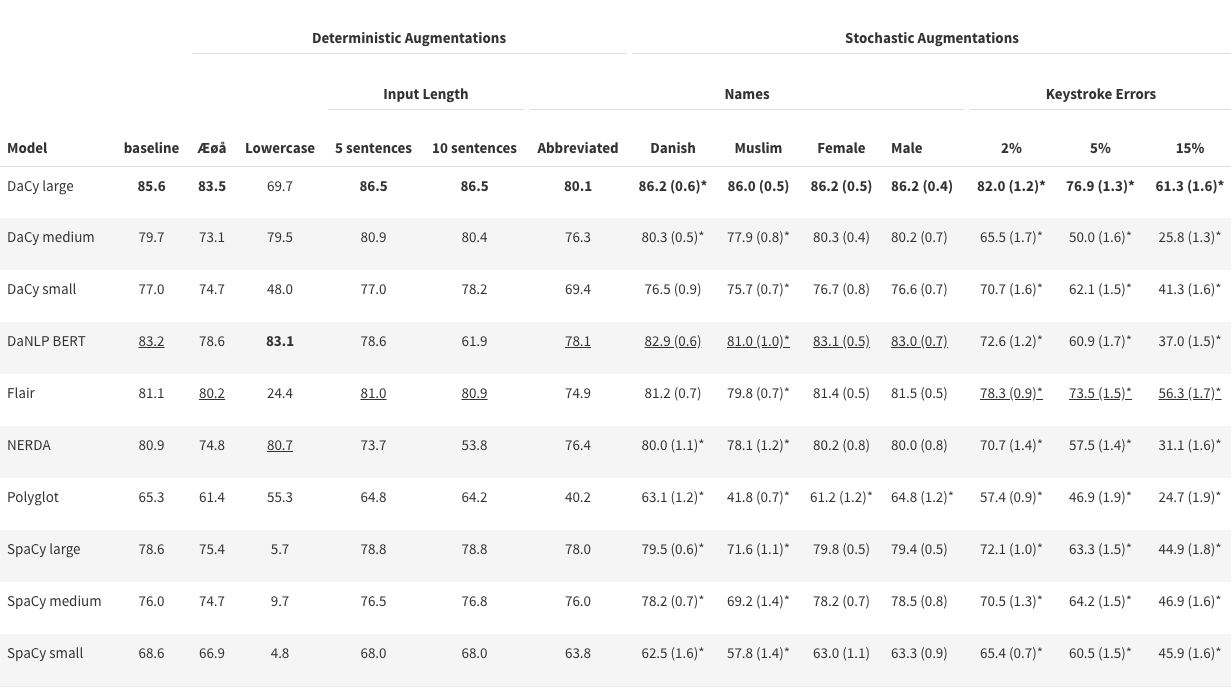 Deterministic Augmentations Stochastic Augmentations
Input Length Names Keystroke Errors
Model baseline Æøå Lowercase 5 sentences 10 sentences Abbreviated Danish Muslim Female Male 2% 5% 15%
DaCy large 85.6 83.5 69.7 86.5 86.5 80.1 86.2 (0.6)* 86.0 (0.5) 86.2 (0.5) 86.2 (0.4) 82.0 (1.2)* 76.9 (1.3)* 61.3 (1.6)*
DaCy medium 79.7 73.1 79.5 80.9 80.4 76.3 80.3 (0.5)* 77.9 (0.8)* 80.3 (0.4) 80.2 (0.7) 65.5 (1.7)* 50.0 (1.6)* 25.8 (1.3)*
DaCy small 77.0 74.7 48.0 77.0 78.2 69.4 76.5 (0.9) 75.7 (0.7)* 76.7 (0.8) 76.6 (0.7) 70.7 (1.6)* 62.1 (1.5)* 41.3 (1.6)*
DaNLP BERT 83.2 78.6 83.1 78.6 61.9 78.1 82.9 (0.6) 81.0 (1.0)* 83.1 (0.5) 83.0 (0.7) 72.6 (1.2)* 60.9 (1.7)* 37.0 (1.5)*
Flair 81.1 80.2 24.4 81.0 80.9 74.9 81.2 (0.7) 79.8 (0.7)* 81.4 (0.5) 81.5 (0.5) 78.3 (0.9)* 73.5 (1.5)* 56.3 (1.7)*
NERDA 80.9 74.8 80.7 73.7 53.8 76.4 80.0 (1.1)* 78.1 (1.2)* 80.2 (0.8) 80.0 (0.8) 70.7 (1.4)* 57.5 (1.4)* 31.1 (1.6)*
Polyglot 65.3 61.4 55.3 64.8 64.2 40.2 63.1 (1.2)* 41.8 (0.7)* 61.2 (1.2)* 64.8 (1.2)* 57.4 (0.9)* 46.9 (1.9)* 24.7 (1.9)*
SpaCy large 78.6 75.4 5.7 78.8 78.8 78.0 79.5 (0.6)* 71.6 (1.1)* 79.8 (0.5) 79.4 (0.5) 72.1 (1.0)* 63.3 (1.5)* 44.9 (1.8)*
SpaCy medium 76.0 74.7 9.7 76.5 76.8 76.0 78.2 (0.7)* 69.2 (1.4)* 78.2 (0.7) 78.5 (0.8) 70.5 (1.3)* 64.2 (1.5)* 46.9 (1.6)*
SpaCy small 68.6 66.9 4.8 68.0 68.0 63.8 62.5 (1.6)* 57.8 (1.4)* 63.0 (1.1) 63.3 (0.9) 65.4 (0.7)* 60.5 (1.5)* 45.9 (1.6)*